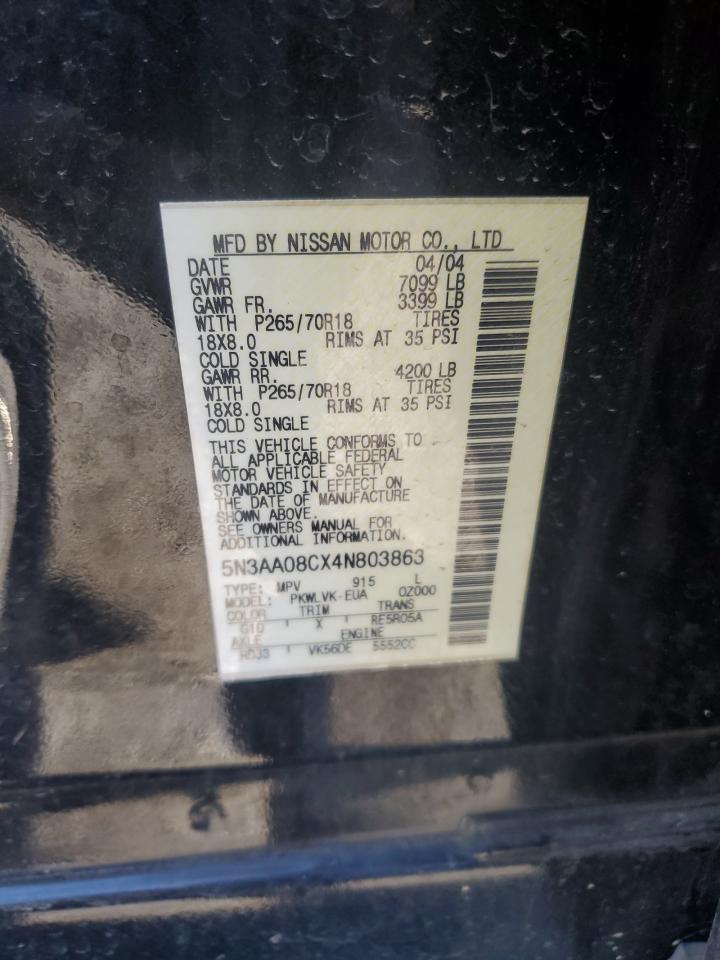 MFD BY NISSAN MOTOR CO., LTD
DATE 04/04
GVWR 7099 LB
GAWR FR. 3399 LB
WITH P265/70R18 TIRES
18X8.0 RIMS AT 35 PSI
COLD SINGLE
GAWR RR. 4200 LB
WITH P265/70R18 TIRES
18X8.0 RIMS AT 35 PSI
COLD SINGLE
THIS VEHICLE CONFORMS TO
ALL APPLICABLE FEDERAL
MOTOR VEHICLE SAFETY
STANDARDS IN EFFECT ON
THE DATE OF MANUFACTURE
SHOWN ABOVE.
SEE OWNERS MANUAL FOR
ADDITIONAL INFORMATION.
5N3AA08CX4N803863
TYPE: MPV 915 L
MODEL: PKWLVK-EUA 0Z000
COLOR TRIM TRANS
G10 X RE5R05A
AXLE ENGINE
VK56DE 5552CC